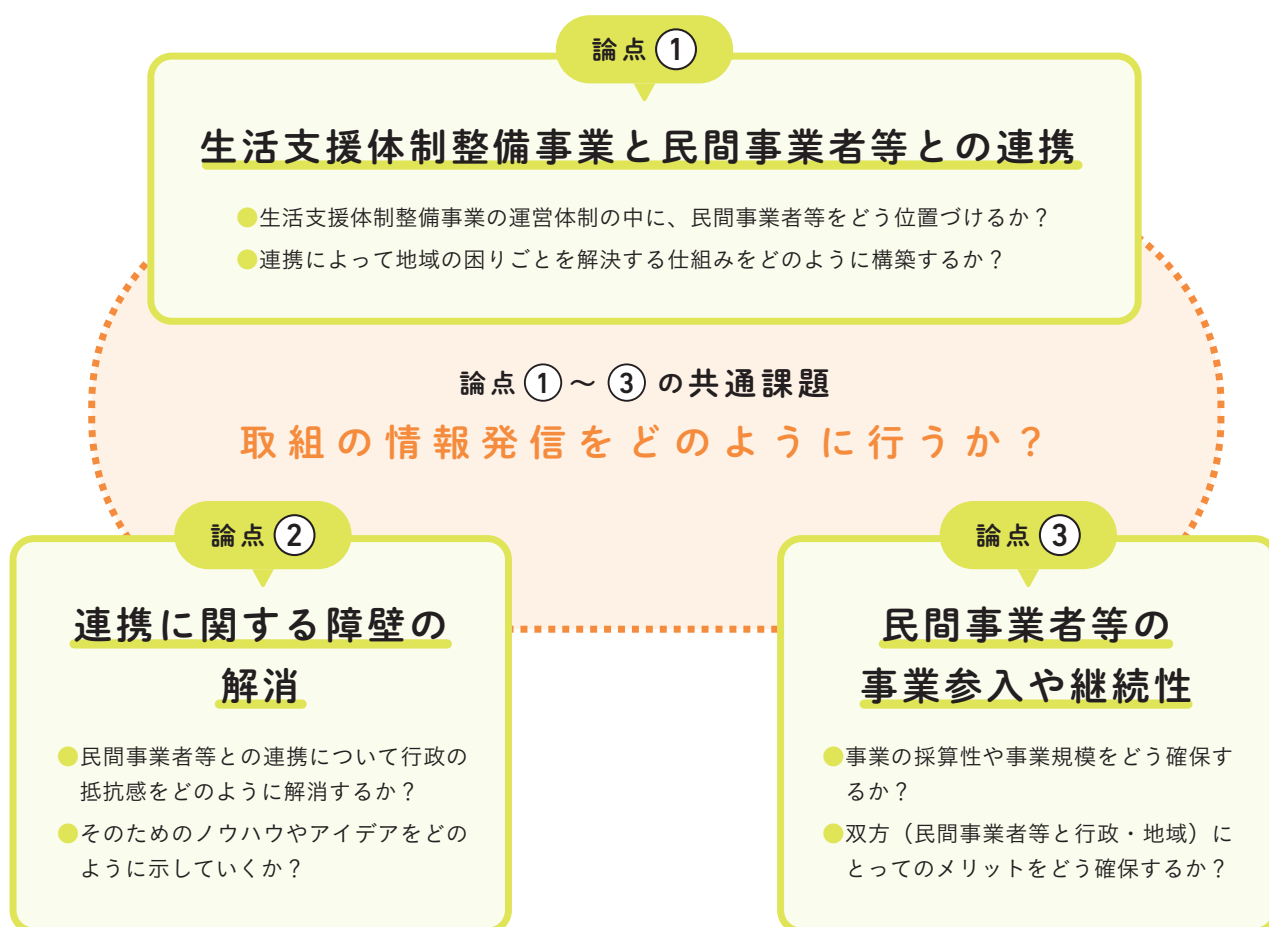 論点①
生活支援体制整備事業と民間事業者等との連携
●生活支援体制整備事業の運営体制の中に、民間事業者等をどう位置づけるか？
●連携によって地域の困りごとを解決する仕組みをどのように構築するか？
論点①～③の共通課題
取組の情報発信をどのように行うか？
論点②
連携に関する障壁の
解消
●民間事業者等との連携について行政の
抵抗感をどのように解消するか？
●そのためのノウハウやアイデアをどの
ように示していくか？
論点③
民間事業者等の
事業参入や継続性
●事業の採算性や事業規模をどう確保す
るか？
●双方（民間事業者等と行政・地域）に
とってのメリットをどう確保するか？